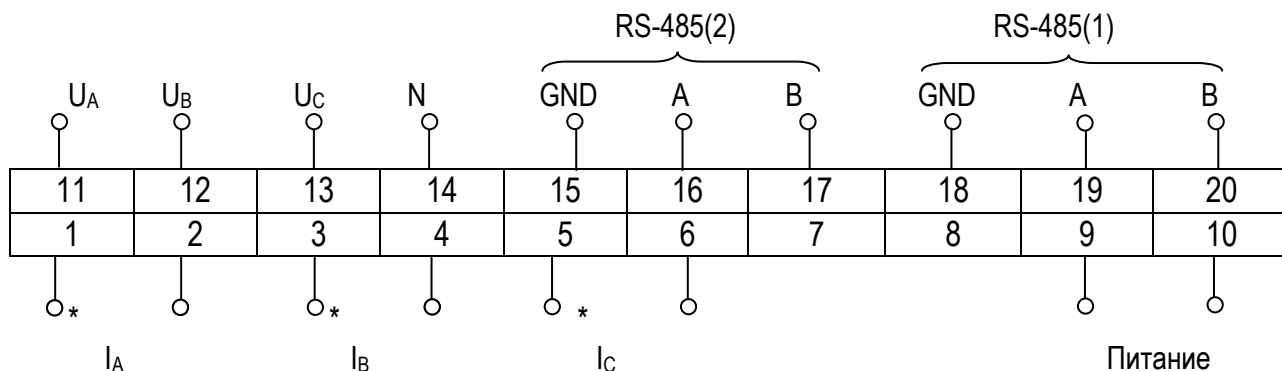 RS-485(2) RS-485(1)
UA UB UC N GND A B GND A B
11 12 13 14 15 16 17 18 19 20
1 2 3 4 5 6 7 8 9 10
* * *
IA IB IC Питание